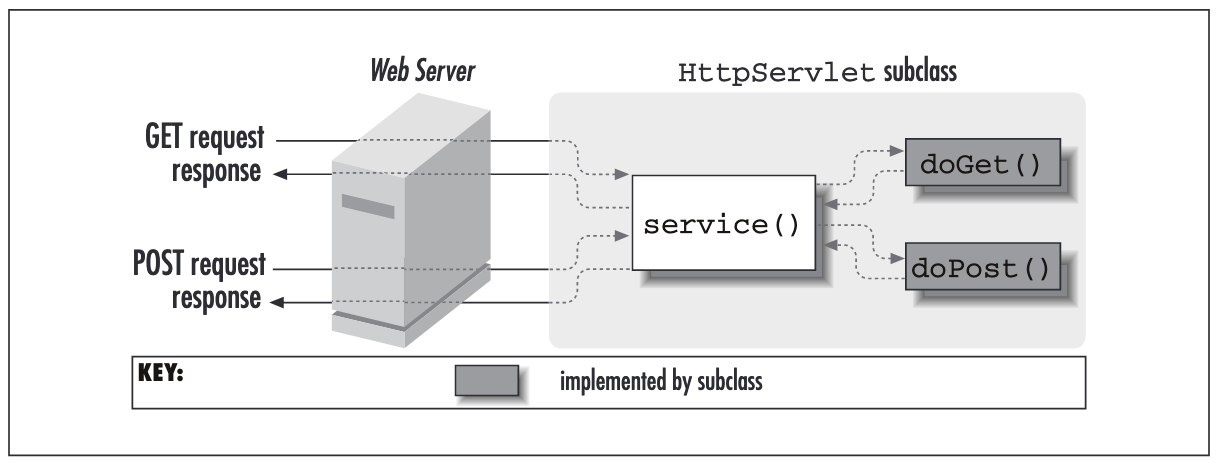 Web Server
HttpServlet subclass
GET request
response
doGet()
service()
POST request
response
doPost()
KEY:
implemented by subclass